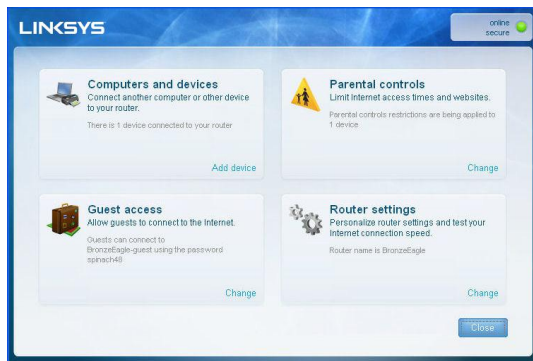 LINKSYS
online
secure
Computers and devices
Connect another computer or other device
to your router.
There is 1 device connected to your router
Add device
Parental controls
Limit Internet access times and websites.
Parental controls restrictions are being applied to
1 device
Change
Guest access
Allow guests to connect to the Internet.
Guests can connect to
BronzeEagle-guest using the password
spinach48
Change
Router settings
Personalize router settings and test your
Internet connection speed.
Router name is BronzeEagle
Change
Close